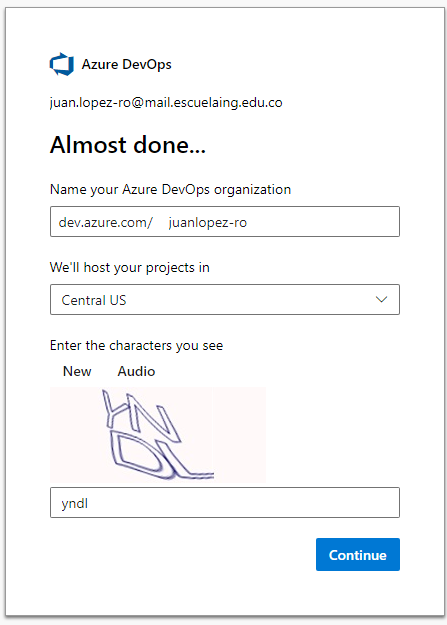 Azure DevOps
juan.lopez-ro@mail.escuelaing.edu.co
Almost done...
Name your Azure DevOps organization
dev.azure.com/ juanlopez-ro
We'll host your projects in
Central US
Enter the characters you see
New Audio
YN
DL
yndl
Continue